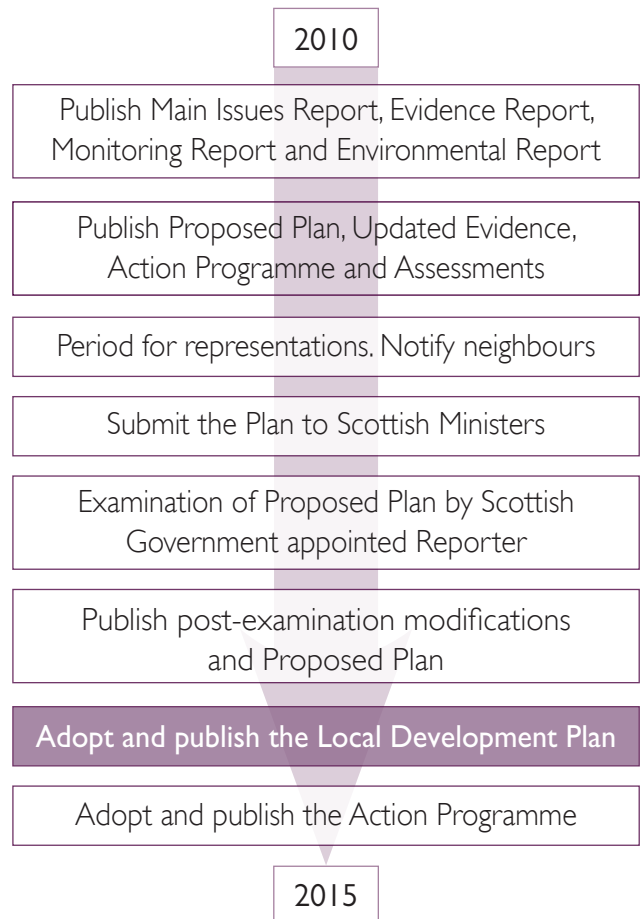 2010
Publish Main Issues Report, Evidence Report,
Monitoring Report and Environmental Report
Publish Proposed Plan, Updated Evidence,
Action Programme and Assessments
Period for representations. Notify neighbours
Submit the Plan to Scottish Ministers
Examination of Proposed Plan by Scottish
Government appointed Reporter
Publish post-examination modifications
and Proposed Plan
Adopt and publish the Local Development Plan
Adopt and publish the Action Programme
2015